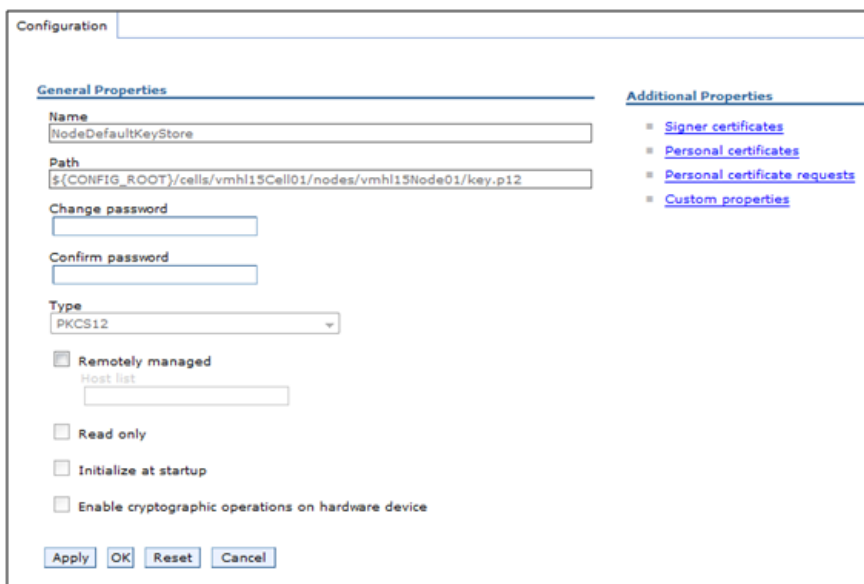 Configuration
General Properties
Name
NodeDefaultKeyStore
Path
${CONFIG_ROOT}/cells/vmhl15Cell01/nodes/vmhl15Node01/key.p12
Change password
Confirm password
Type
PKCS12
Remotely managed
Host list
Read only
Initialize at startup
Enable cryptographic operations on hardware device
Apply OK Reset Cancel
Additional Properties
Signer certificates
Personal certificates
Personal certificate requests
Custom properties